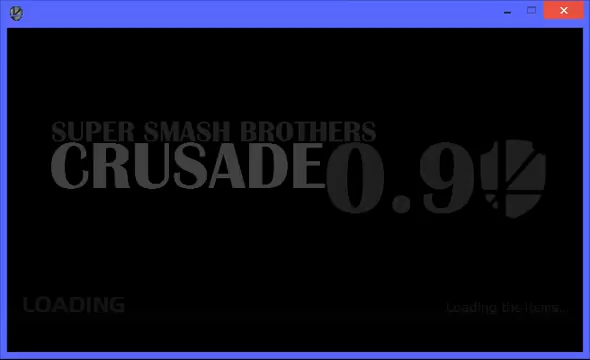 SUPER SMASH BROTHERS
CRUSADE 0.9
LOADING
Loading the items...